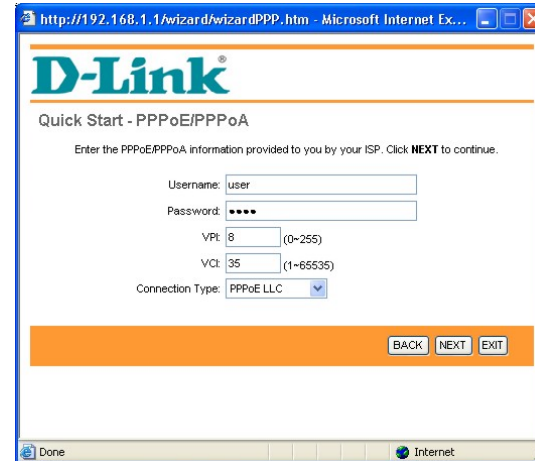 http://192.168.1.1/wizard/wizardPPP.htm - Microsoft Internet Ex...
D-Link®
Quick Start - PPPoE/PPPoA
Enter the PPPoE/PPPoA information provided to you by your ISP. Click NEXT to continue.
Username: user
Password: ••••
VPI: 8 (0~255)
VCI: 35 (1~65535)
Connection Type: PPPoE LLC
BACK NEXT EXIT
Done Internet